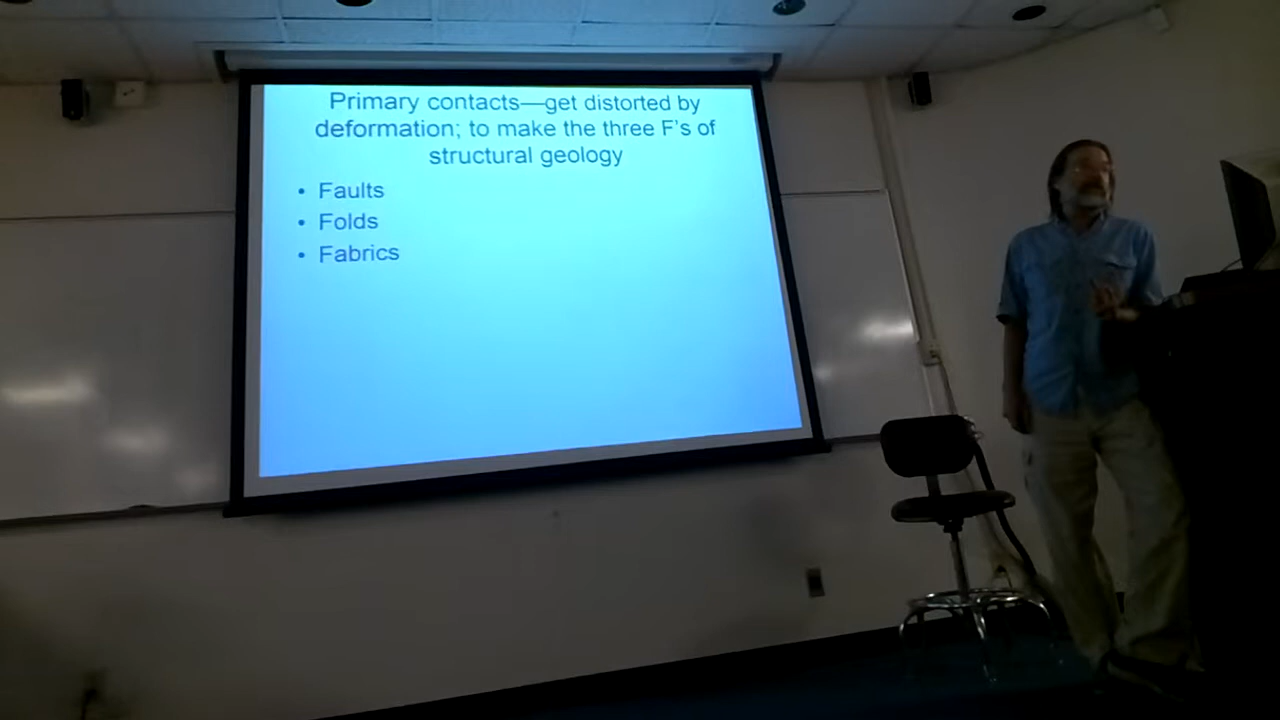 Primary contacts—get distorted by
deformation; to make the three F's of
structural geology
• Faults
• Folds
• Fabrics